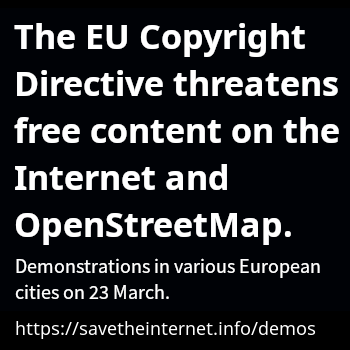 The EU Copyright
Directive threatens
free content on the
Internet and
OpenStreetMap.
Demonstrations in various European
cities on 23 March.
https://savetheinternet.info/demos